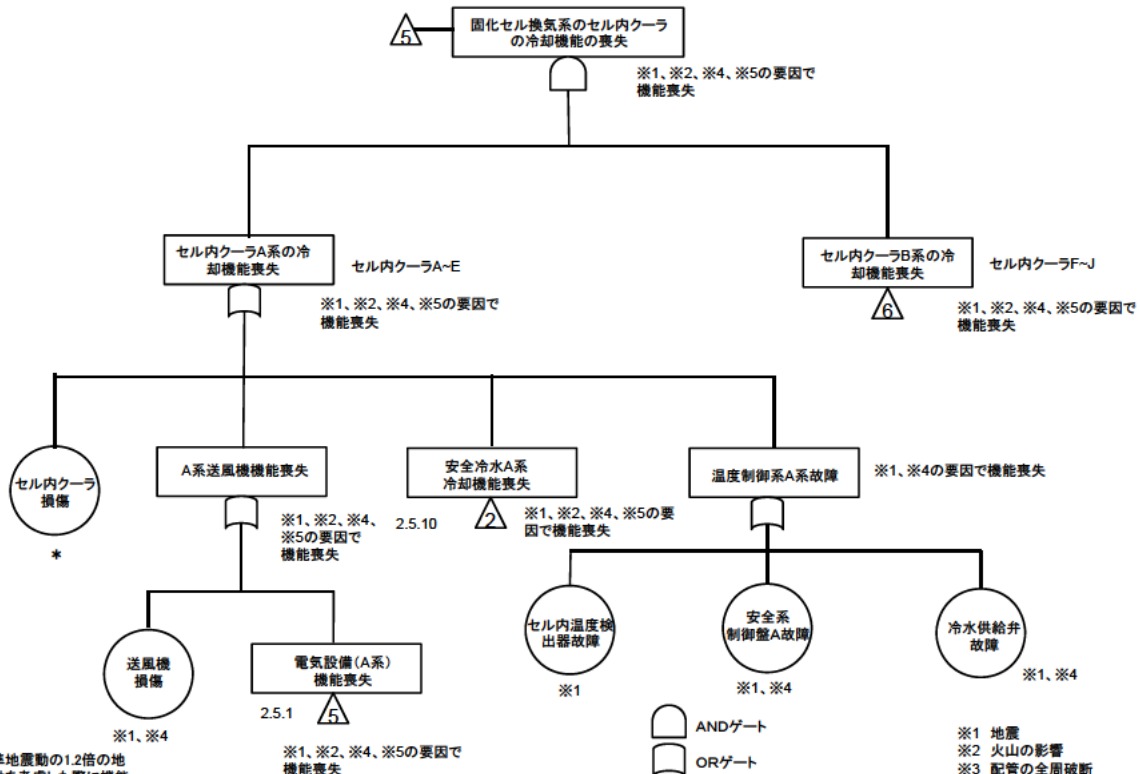 固化セル換気系のセル内クーラ
の冷却機能の喪失
5
※1、※2、※4、※5の要因で
機能喪失
セル内クーラA系の冷
却機能喪失
セル内クーラA~E
※1、※2、※4、※5の要因で
機能喪失
セル内クーラB系の冷
却機能喪失
セル内クーラF~J
6
※1、※2、※4、※5の要因で
機能喪失
セル内クーラ
損傷
*
A系送風機機能喪失
※1、※2、※4、
※5の要因で
機能喪失
安全冷水A系
冷却機能喪失
2.5.10
2
※1、※2、※4、※5の要
因で機能喪失
温度制御系A系故障
※1、※4の要因で機能喪失
送風機
損傷
※1、※4
電気設備(A系)
機能喪失
2.5.1
5
※1、※2、※4、※5の要因で
機能喪失
セル内温度検
出器故障
※1
安全系
制御盤A故障
※1、※4
冷水供給弁
故障
※1、※4
地震動の1.2倍の地
ANDゲート
ORゲート
※1 地震
※2 火山の影響
※3 配管の全周破断